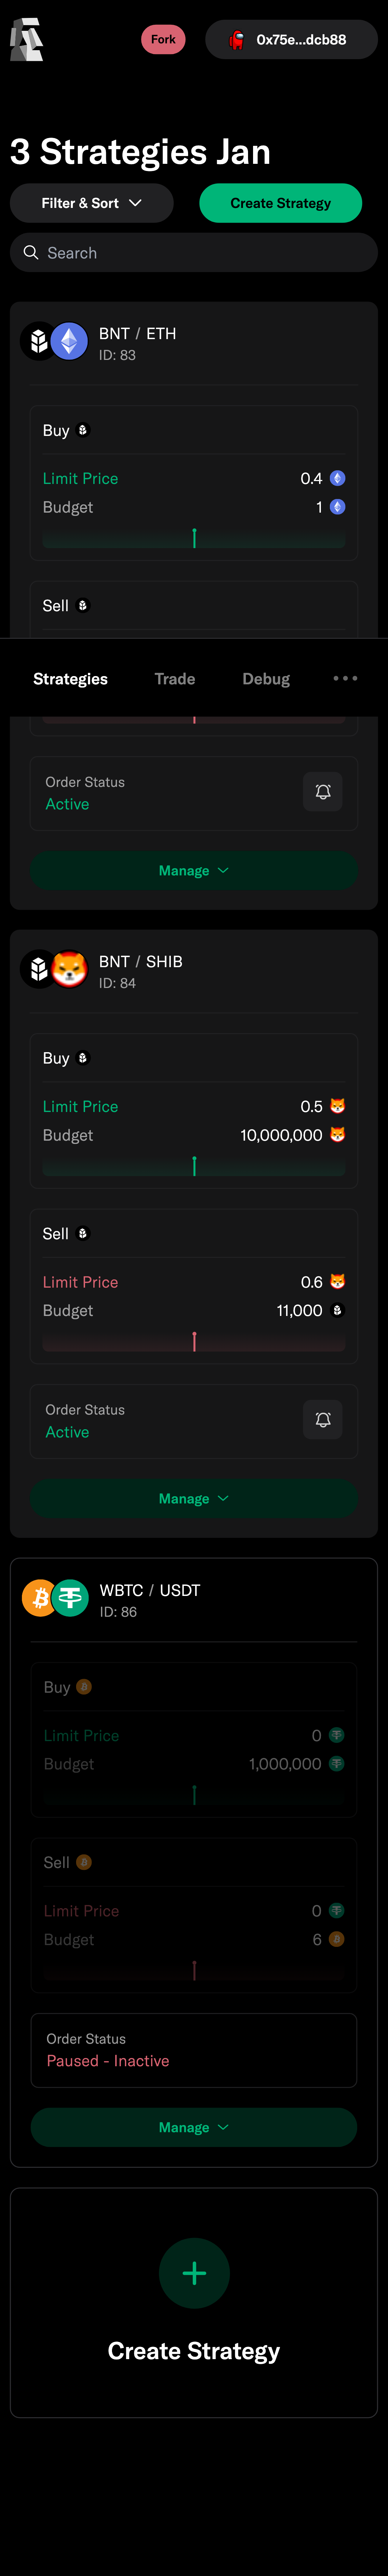 Fork
0x75e...dcb88
3 Strategies Jan
Filter & Sort
Create Strategy
Search
BNT / ETH
ID: 83
Buy
Limit Price 0.4
Budget 1
Sell
Strategies Trade Debug
Order Status
Active
Manage
BNT / SHIB
ID: 84
Buy
Limit Price 0.5
Budget 10,000,000
Sell
Limit Price 0.6
Budget 11,000
Order Status
Active
Manage
WBTC / USDT
ID: 86
Buy
Limit Price 0
Budget 1,000,000
Sell
Limit Price 0
Budget 6
Order Status
Paused - Inactive
Manage
Create Strategy